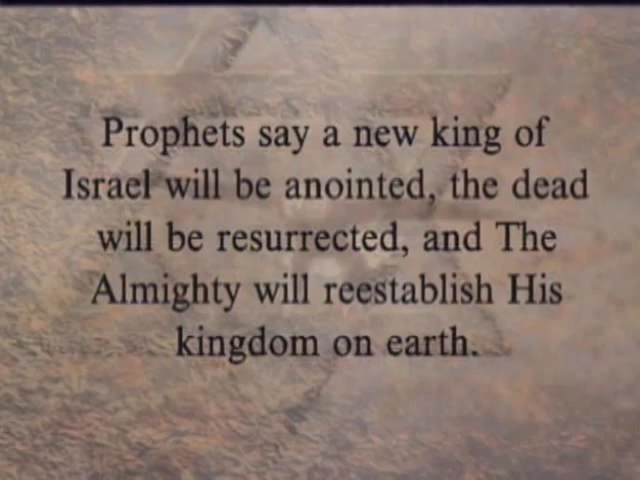 Prophets say a new king of
Israel will be anointed, the dead
will be resurrected, and The
Almighty will reestablish His
kingdom on earth.